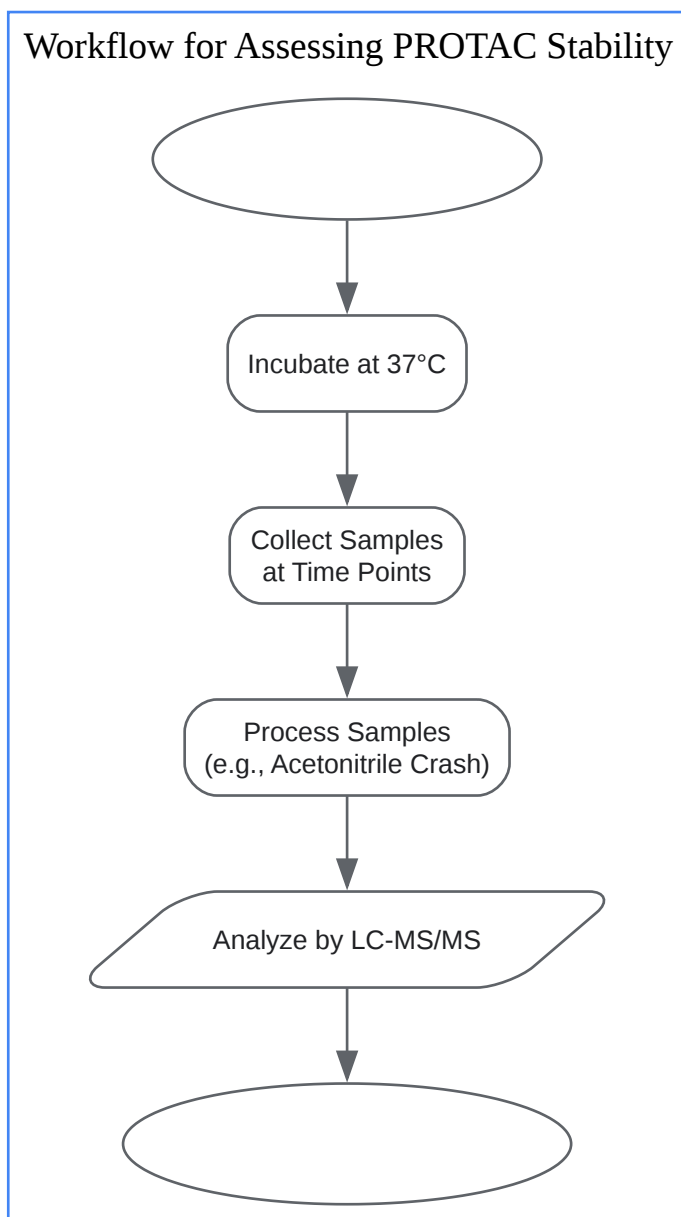 Workflow for Assessing PROTAC Stability
Incubate at 37°C
Collect Samples
at Time Points
Process Samples
(e.g., Acetonitrile Crash)
Analyze by LC-MS/MS